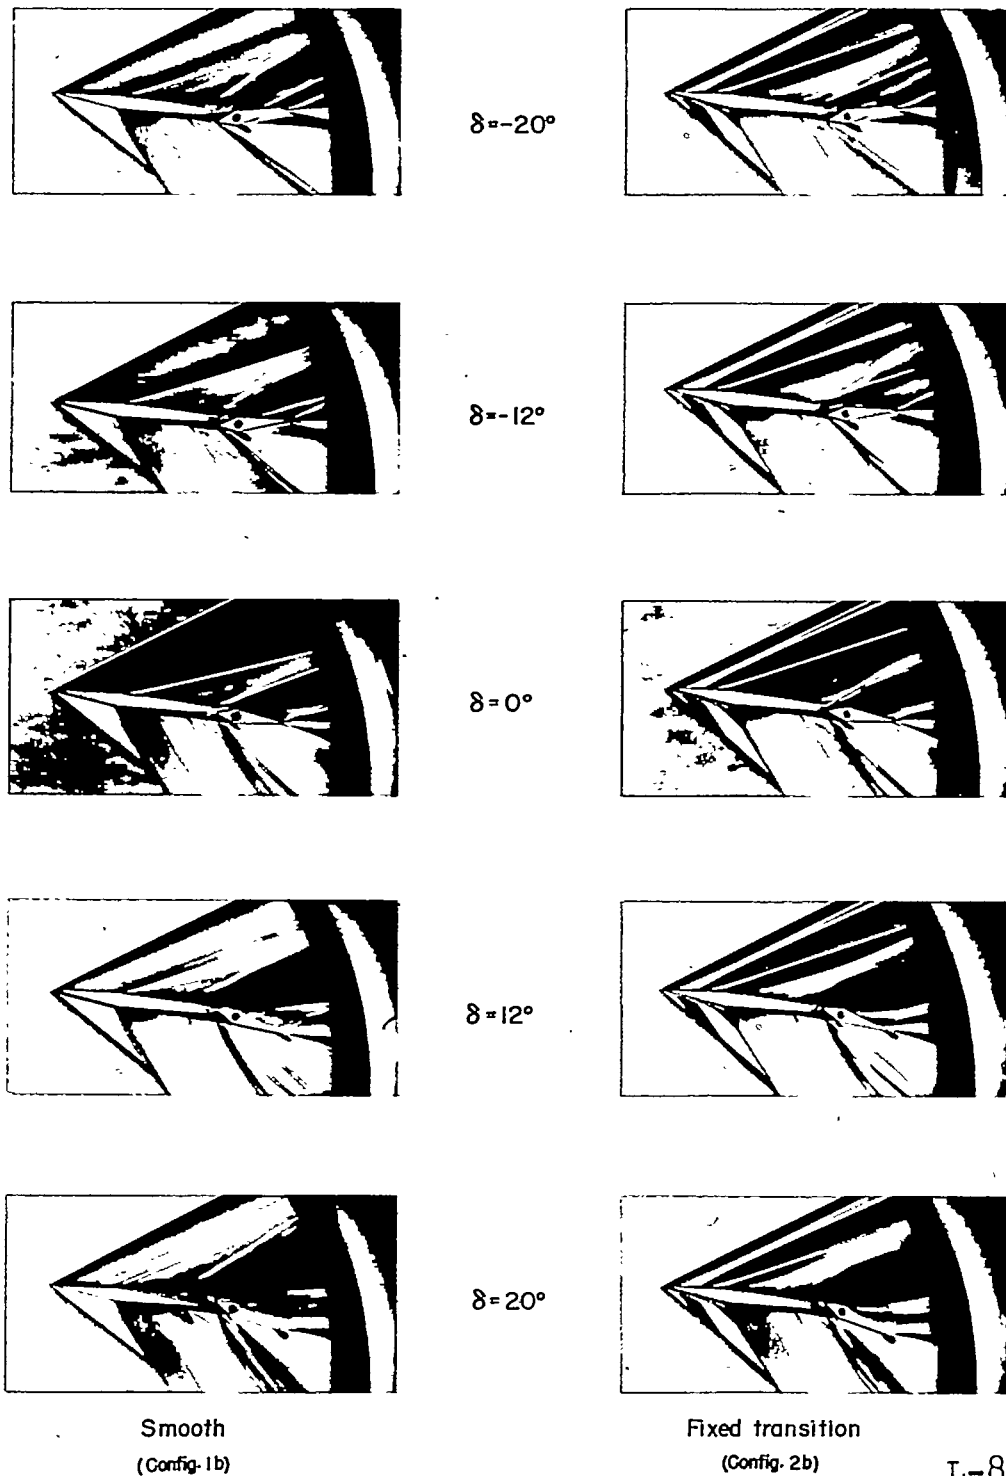 δ=-20°
δ=-12°
δ=0°
δ=12°
δ=20°
Smooth
Fixed transition
(Config. 1b)
(Config. 2b)